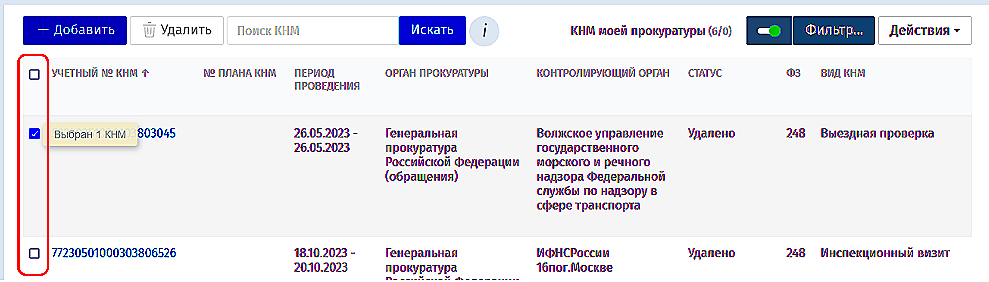 — Добавить Удалить Поиск КНМ Искать i КНМ моей прокуратуры (6/0) Фильтр... Действия
УЧЕТНЫЙ № КНМ ↑ № ПЛАНА КНМ ПЕРИОД ОРГАН ПРОКУРАТУРЫ КОНТРОЛИРУЮЩИЙ ОРГАН СТАТУС ФЗ ВИД КНМ
ПРОВЕДЕНИЯ
Выбран 1 КНМ 803045 26.05.2023 - Генеральная Волжское управление Удалено 248 Выездная проверка
26.05.2023 прокуратура государственного
Российской Федерации морского и речного
(обращения) надзора Федеральной
службы по надзору в
сфере транспорта
77230501000303806526 18.10.2023 - Генеральная ИФНСРоссии Удалено 248 Инспекционный визит
20.10.2023 прокуратура 16пог.Москве